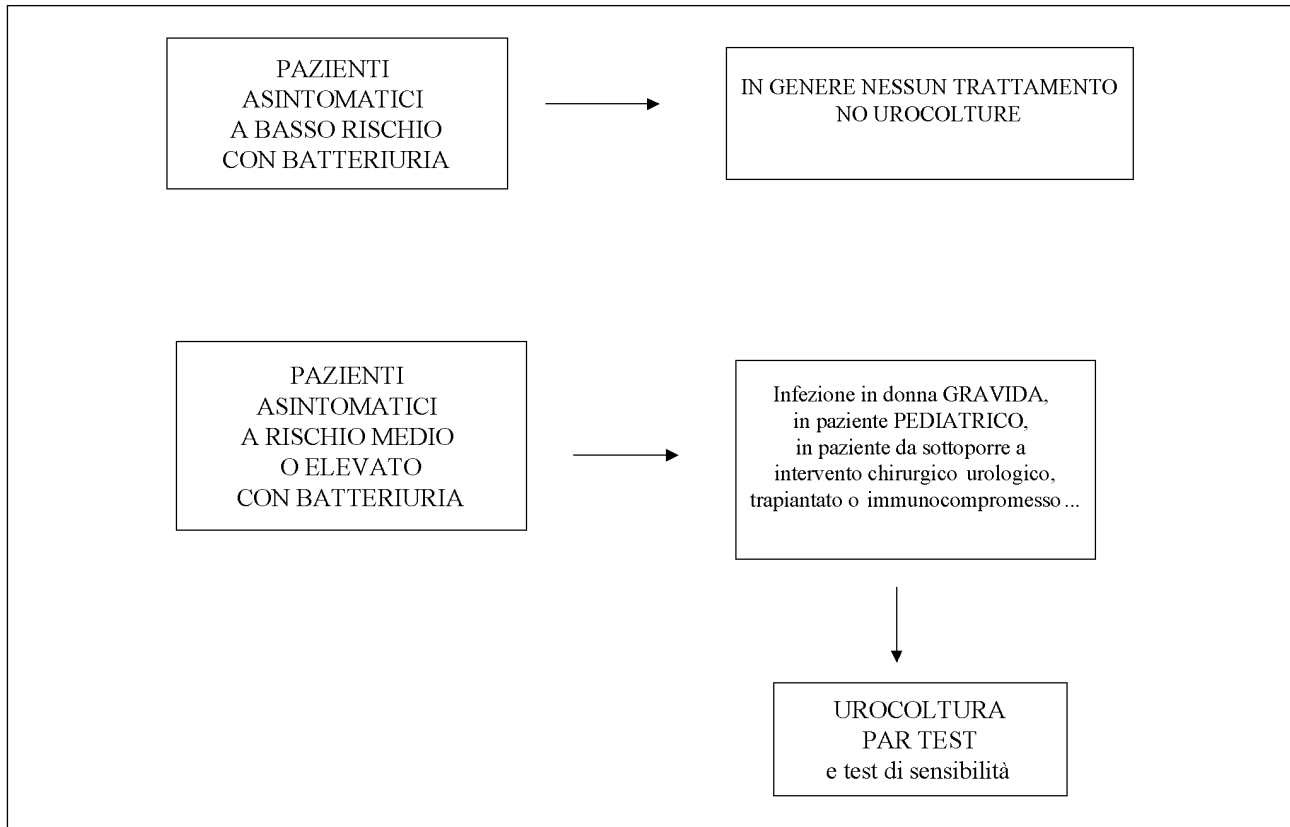 PAZIENTI
ASINTOMATICI
A BASSO RISCHIO
CON BATTERIURIA
IN GENERE NESSUN TRATTAMENTO
NO UROCOLTURE
PAZIENTI
ASINTOMATICI
A RISCHIO MEDIO
O ELEVATO
CON BATTERIURIA
Infezione in donna GRAVIDA,
in paziente PEDIATRICO,
in paziente da sottoporre a
intervento chirurgico urologico,
trapiantato o immunocompromesso ...
UROCOLTURA
PAR TEST
e test di sensibilità